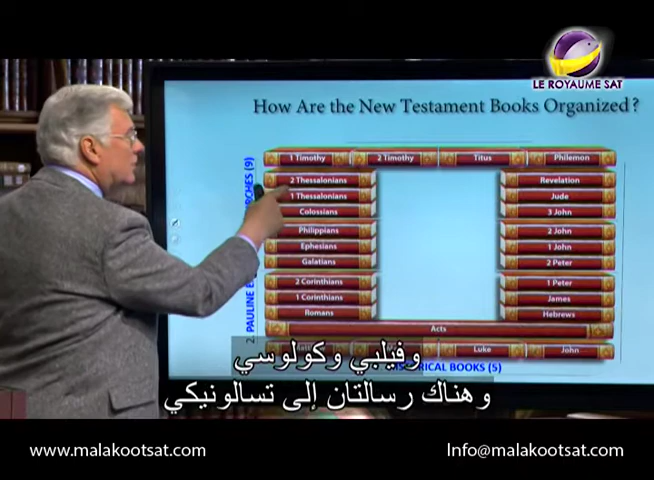 LE ROYAUME SAT
How Are the New Testament Books Organized?
1 Timothy 2 Timothy Titus Philemon
2 Thessalonians
1 Thessalonians
Colossians
Philippians
Ephesians
Galatians
2 Corinthians
1 Corinthians
Romans
Revelation
Jude
3 John
2 John
1 John
2 Peter
1 Peter
James
Hebrews
Acts
Luke John
BOOKS (5)
2. PAULINE
(9)
وفيلبي وكولوسي
وهناك رسالتان إلى تسالونيكي
www.malakootsat.com
Info@malakootsat.com